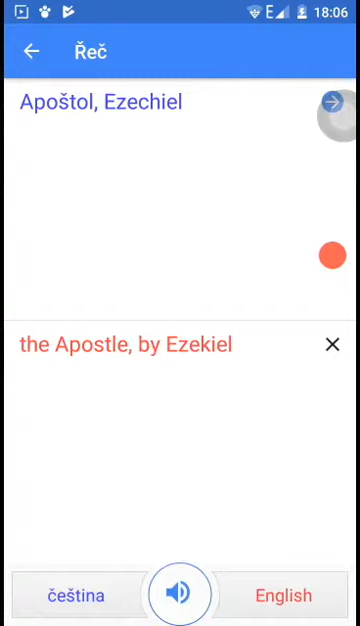 18:06
Řeč
Apoštol, Ezechiel
the Apostle, by Ezekiel
čeština
English